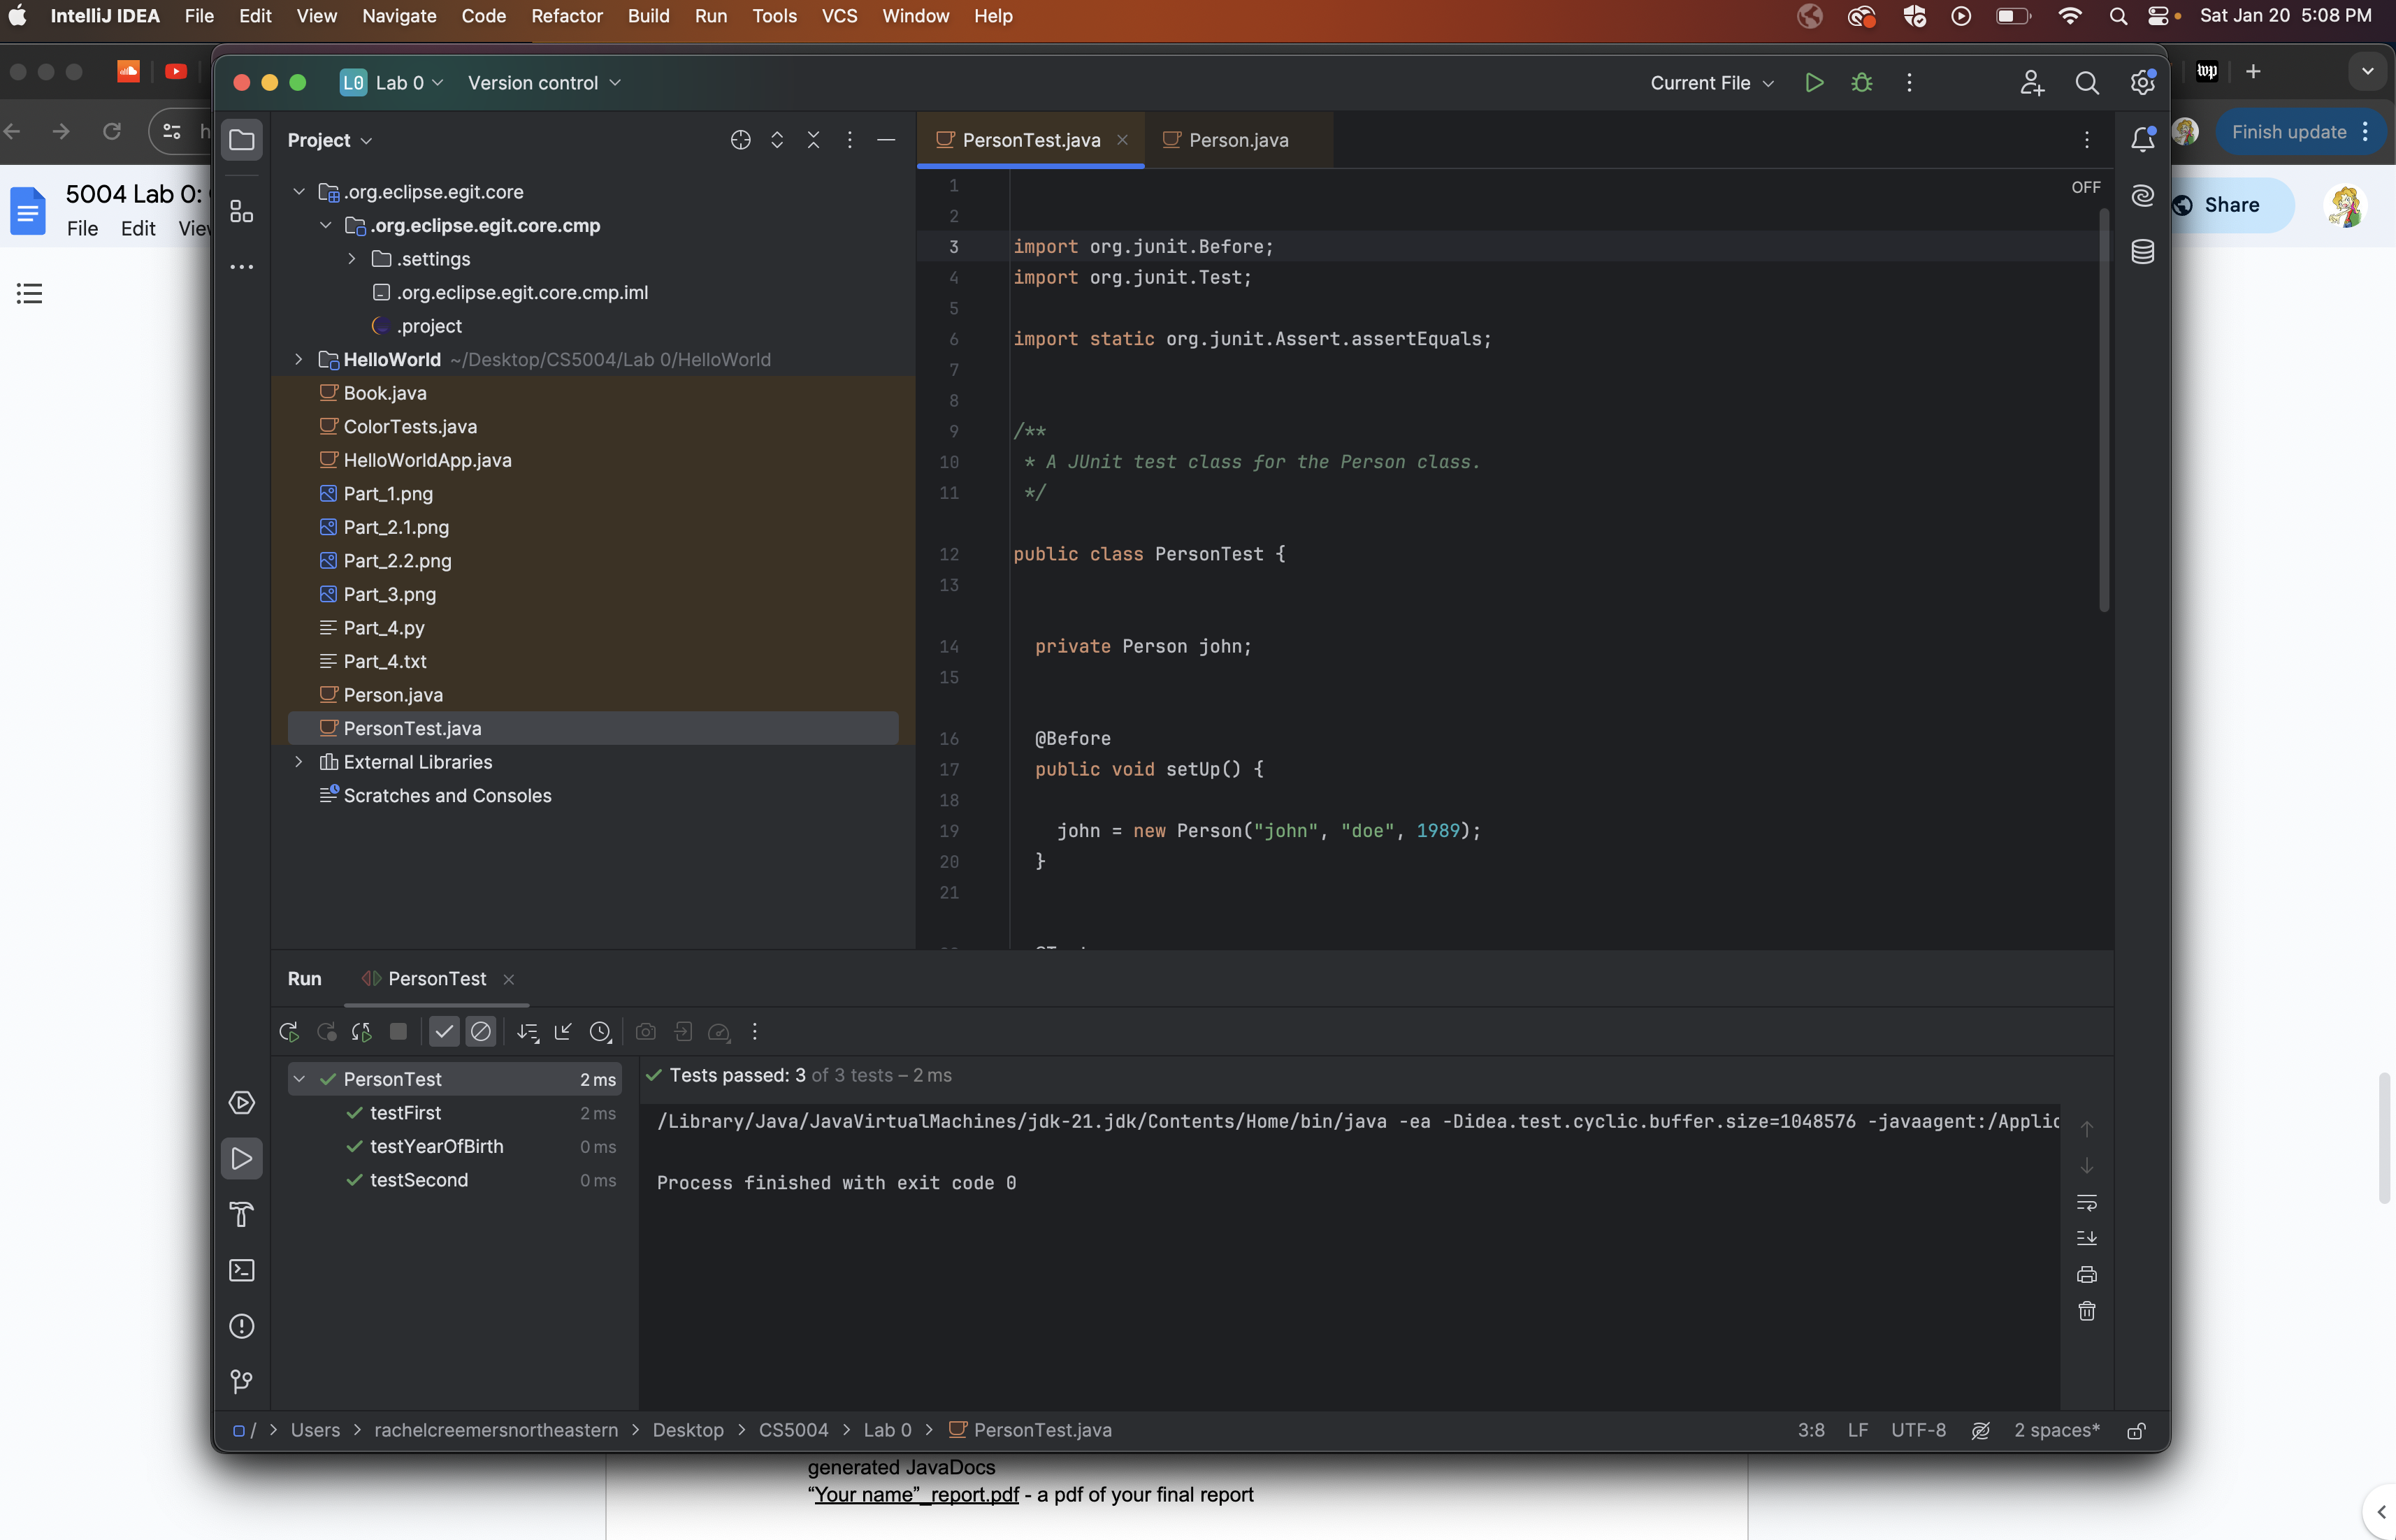 IntelliJ IDEA File Edit View Navigate Code Refactor Build Run Tools VCS Window Help Sat Jan 20 5:08 PM
L0 Lab 0 Version control Current File
wp
h
Finish update
5004 Lab 0:
File Edit View
Share
Project
.org.eclipse.egit.core
.org.eclipse.egit.core.cmp
.settings
.org.eclipse.egit.core.cmp.iml
.project
HelloWorld ~/Desktop/CS5004/Lab 0/HelloWorld
Book.java
ColorTests.java
HelloWorldApp.java
Part_1.png
Part_2.1.png
Part_2.2.png
Part_3.png
Part_4.py
Part_4.txt
Person.java
PersonTest.java
External Libraries
Scratches and Consoles
PersonTest.java Person.java
OFF
1
2
3 import org.junit.Before;
4 import org.junit.Test;
5
6 import static org.junit.Assert.assertEquals;
7
8
9 /**
10 * A JUnit test class for the Person class.
11 */
12 public class PersonTest {
13
14 private Person john;
15
16 @Before
17 public void setUp() {
18
19 john = new Person("john", "doe", 1989);
20 }
21
Run PersonTest
PersonTest 2 ms
testFirst 2 ms
testYearOfBirth 0 ms
testSecond 0 ms
Tests passed: 3 of 3 tests – 2 ms
/Library/Java/JavaVirtualMachines/jdk-21.jdk/Contents/Home/bin/java -ea -Didea.test.cyclic.buffer.size=1048576 -javaagent:/Applic
Process finished with exit code 0
/ > Users > rachelcreemersnortheastern > Desktop > CS5004 > Lab 0 > PersonTest.java 3:8 LF UTF-8 2 spaces*
generated JavaDocs
“Your name”_report.pdf - a pdf of your final report